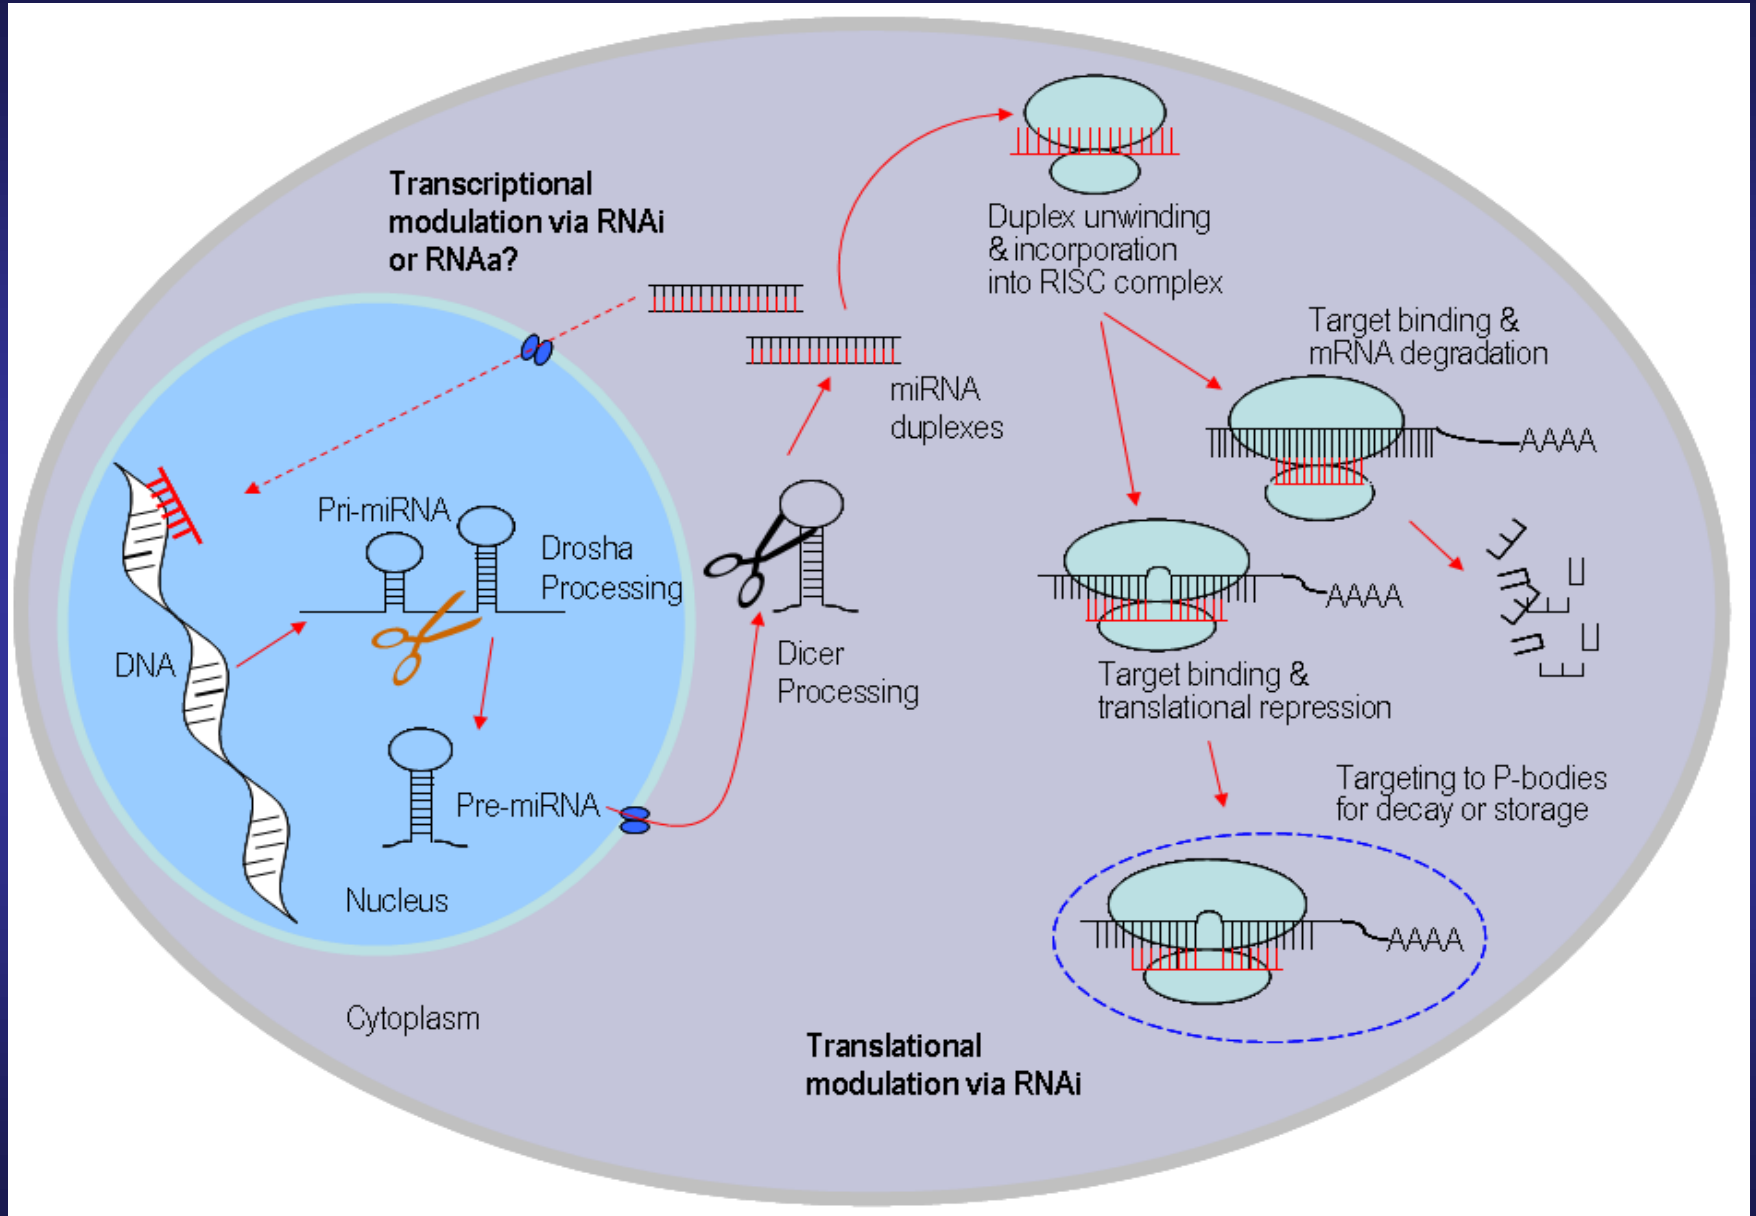 Transcriptional
modulation via RNAi
or RNAa?
Duplex unwinding
& incorporation
into RISC complex
Target binding &
mRNA degradation
miRNA
duplexes
AAAA
Pri-miRNA
Drosha
Processing
AAAA
DNA
Dicer
Processing
Target binding &
translational repression
Pre-miRNA
Targeting to P-bodies
for decay or storage
Nucleus
AAAA
Cytoplasm
Translational
modulation via RNAi